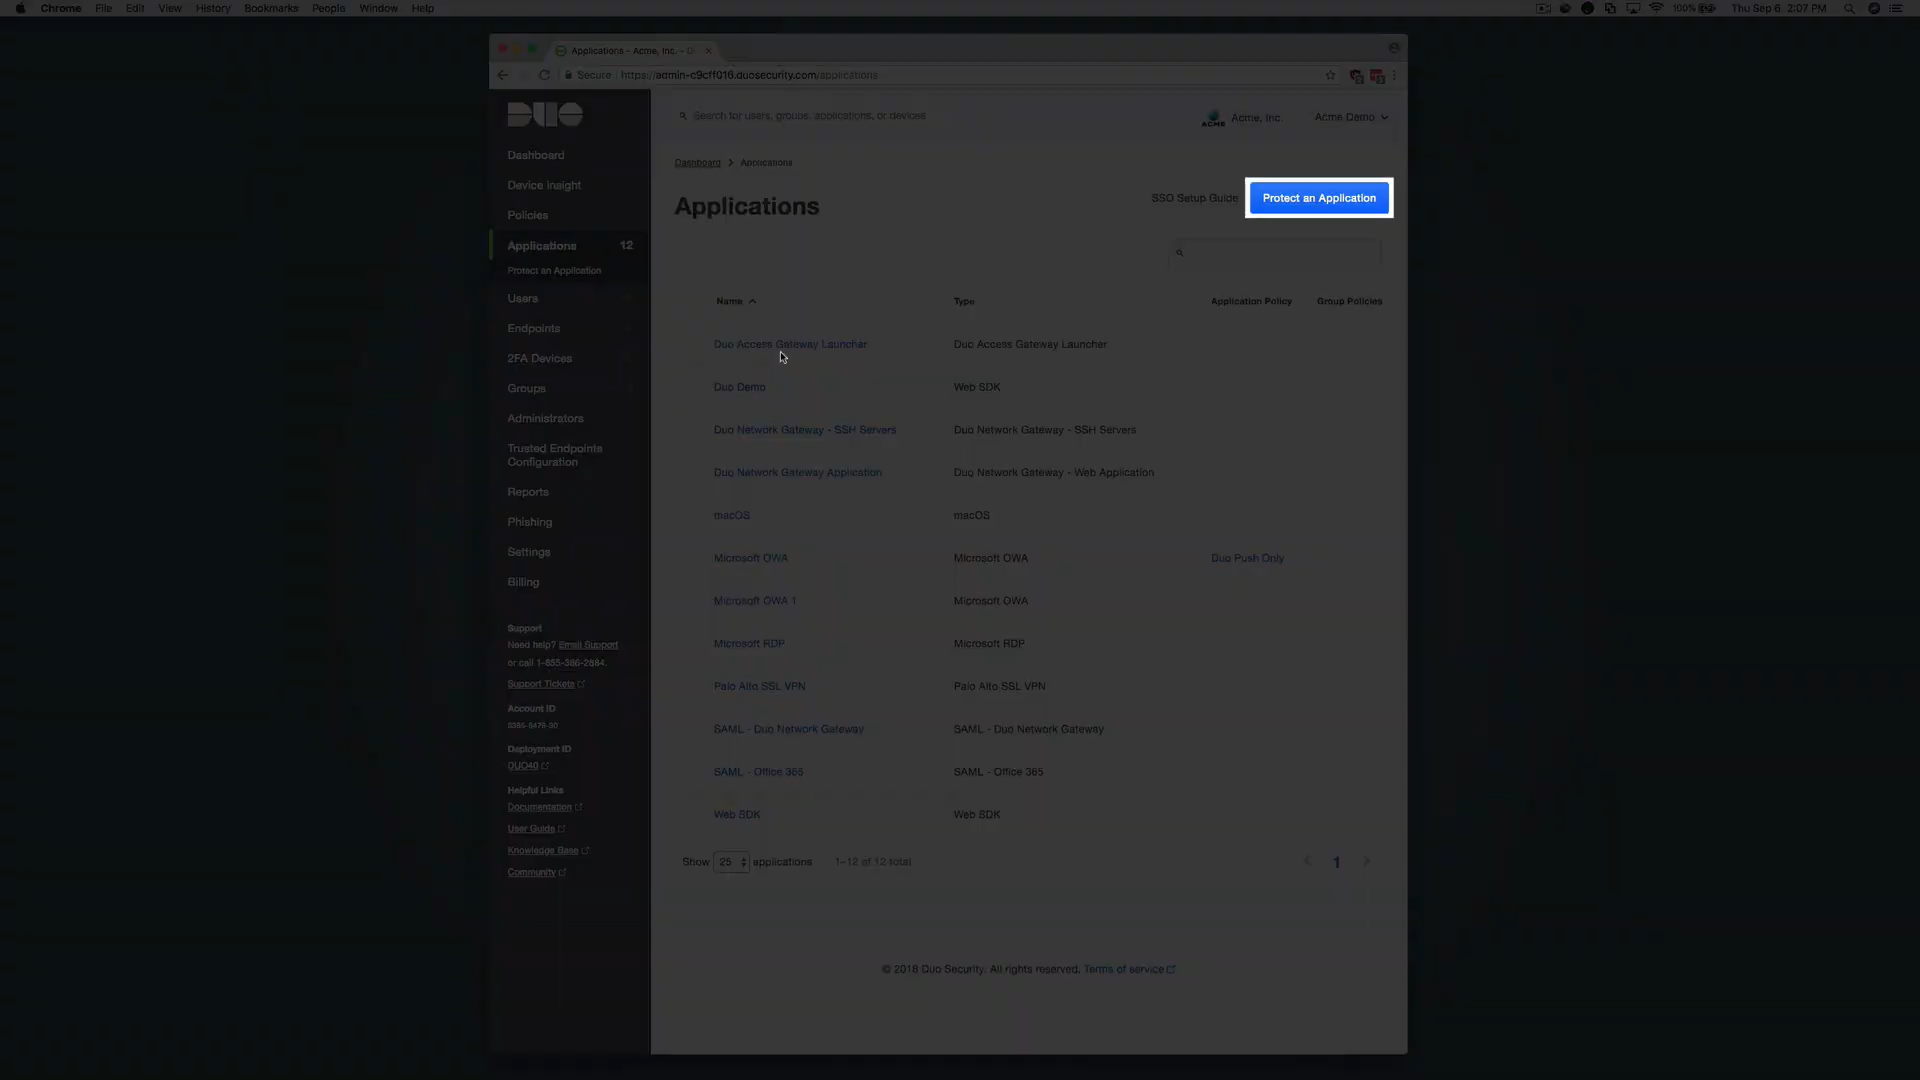 Chrome File Edit View History Bookmarks People Window Help
100% Thu Sep 6 2:07 PM
Applications - Acme, Inc. - D
Secure https://admin-c9cff016.duosecurity.com/applications
DUO
Search for users, groups, applications, or devices
ACME Acme, Inc. Acme Demo
Dashboard
Device Insight
Policies
Applications 12
Protect an Application
Users
Endpoints
2FA Devices
Groups
Administrators
Trusted Endpoints
Configuration
Reports
Phishing
Settings
Billing
Support
Need help? Email Support
or call 1-855-386-2884.
Support Tickets
Account ID
Deployment ID
DUO40
Helpful Links
Documentation
User Guide
Knowledge Base
Community
Dashboard > Applications
Applications
SSO Setup Guide
Protect an Application
Name Type Application Policy Group Policies
Duo Access Gateway Launcher Duo Access Gateway Launcher
Duo Demo Web SDK
Duo Network Gateway - SSH Servers Duo Network Gateway - SSH Servers
Duo Network Gateway Application Duo Network Gateway - Web Application
macOS macOS
Microsoft OWA Microsoft OWA Duo Push Only
Microsoft OWA 1 Microsoft OWA
Microsoft RDP Microsoft RDP
Palo Alto SSL VPN Palo Alto SSL VPN
SAML - Duo Network Gateway SAML - Duo Network Gateway
SAML - Office 365 SAML - Office 365
Web SDK Web SDK
Show 25 applications 1-12 of 12 total
1
© 2018 Duo Security. All rights reserved. Terms of service